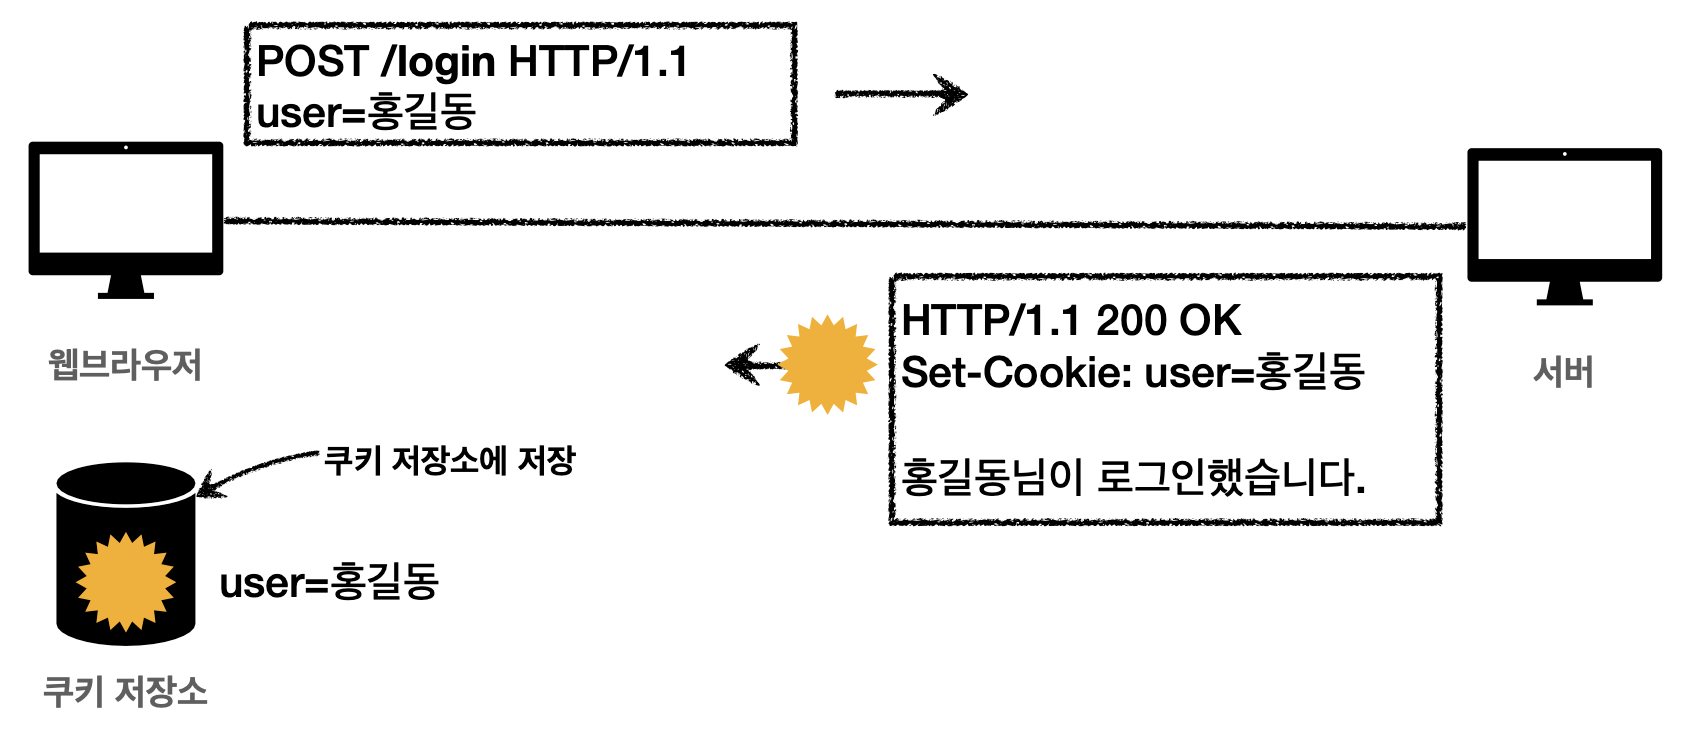 POST /login HTTP/1.1
user=홍길동
웹브라우저
HTTP/1.1 200 OK
Set-Cookie: user=홍길동
홍길동님이 로그인했습니다.
서버
쿠키 저장소에 저장
user=홍길동
쿠키 저장소